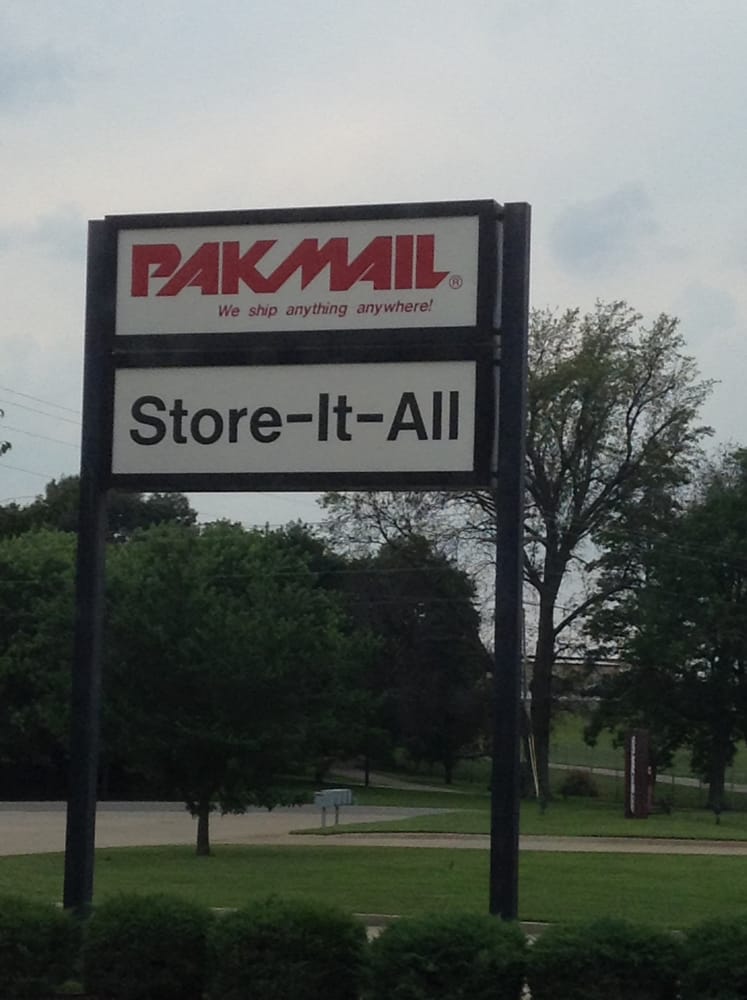 PAKMAIL®
We ship anything anywhere!
Store-It-All